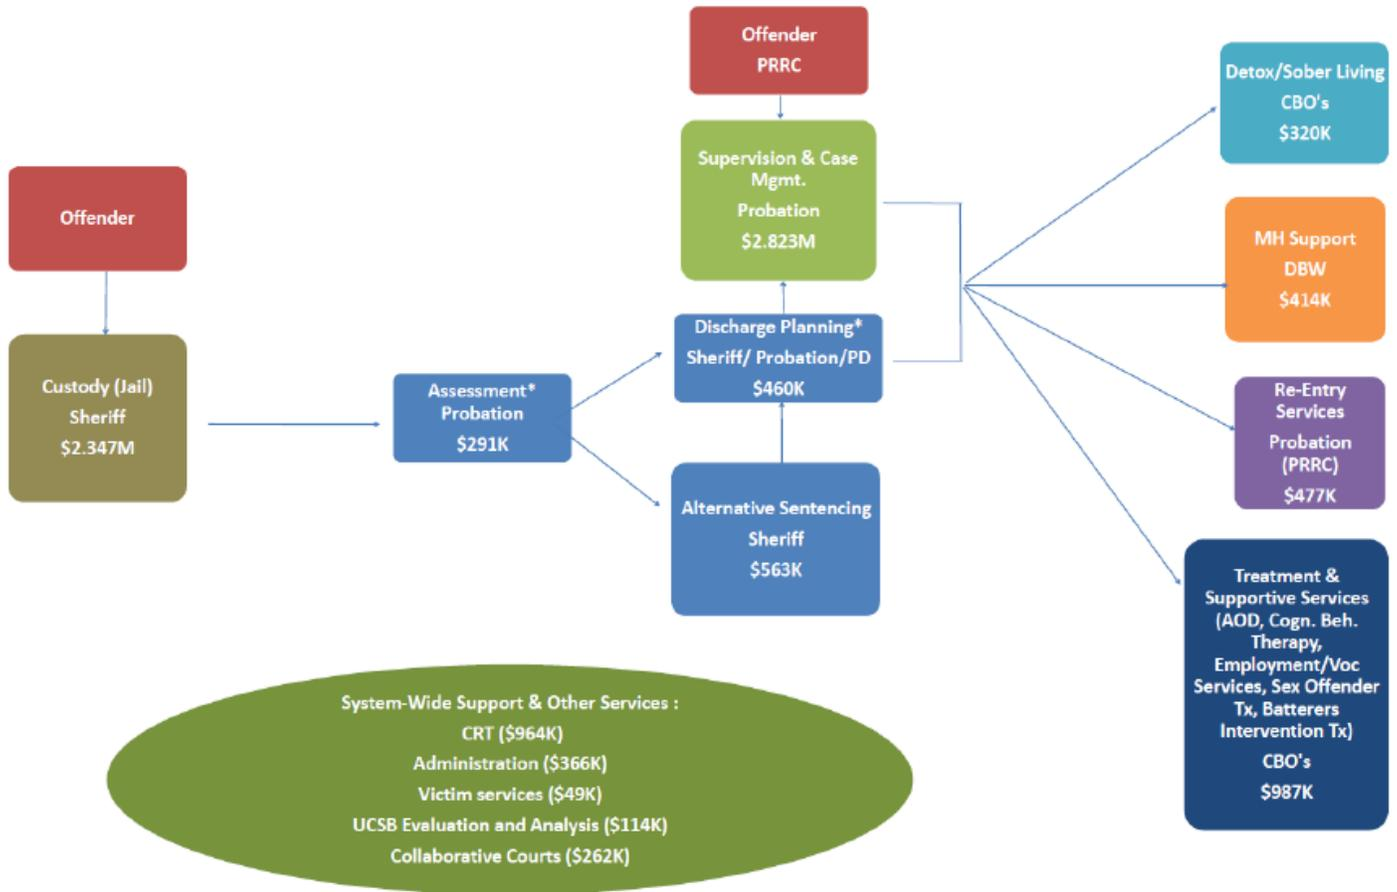 Offender
PRRC
Supervision & Case
Mgmt.
Probation
$2.823M
Offender
Custody (Jail)
Sheriff
$2.347M
Assessment*
Probation
$291K
Discharge Planning*
Sheriff/ Probation/PD
$460K
Alternative Sentencing
Sheriff
$563K
Detox/Sober Living
CBO's
$320K
MH Support
DBW
$414K
Re-Entry
Services
Probation
(PRRC)
$477K
Treatment &
Supportive Services
(AOD, Cogn. Beh.
Therapy,
Employment/Voc
Services, Sex Offender
Tx, Batterers
Intervention Tx)
CBO's
$987K
System-Wide Support & Other Services :
CRT ($964K)
Administration ($366K)
Victim services ($49K)
UCSB Evaluation and Analysis ($114K)
Collaborative Courts ($262K)